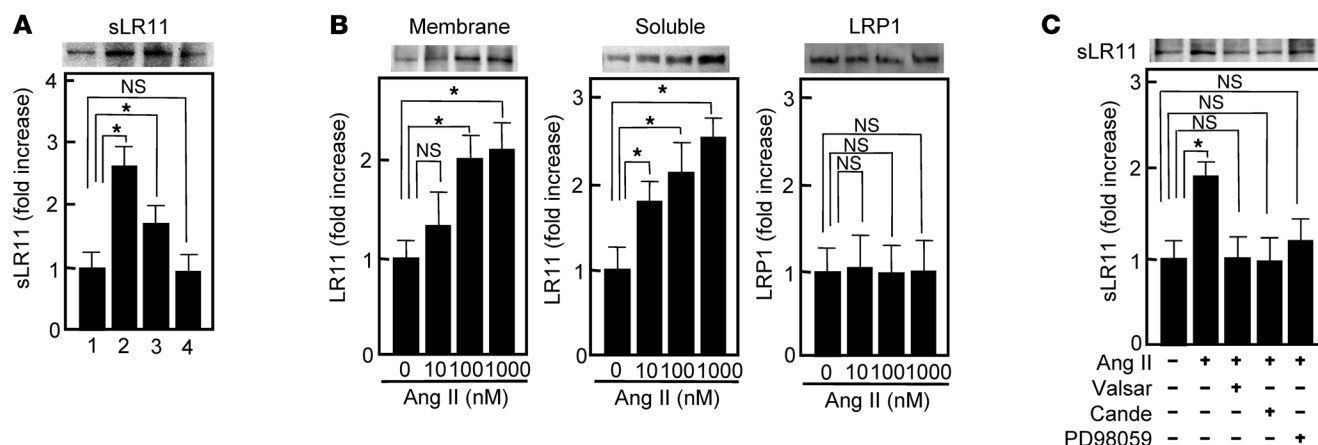 A
sLR11
sLR11 (fold increase)
4
3
2
1
0
NS
*
*
1 2 3 4
B
Membrane
LR11 (fold increase)
2
1
0
*
*
NS
0 10 100 1000
Ang II (nM)
Soluble
LR11 (fold increase)
3
2
1
0
*
*
*
0 10 100 1000
Ang II (nM)
LRP1
LRP1 (fold increase)
3
2
1
0
NS
NS
NS
0 10 100 1000
Ang II (nM)
C
sLR11
sLR11 (fold increase)
3
2
1
0
NS
NS
NS
*
Ang II − + + + +
Valsar − − + − −
Cande − − − + −
PD98059 − − − − +